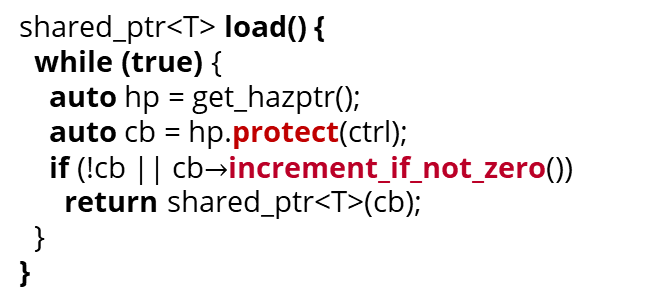 shared_ptr<T> load() {
while (true) {
auto hp = get_hazptr();
auto cb = hp.protect(ctrl);
if (!cb || cb→increment_if_not_zero())
return shared_ptr<T>(cb);
}
}